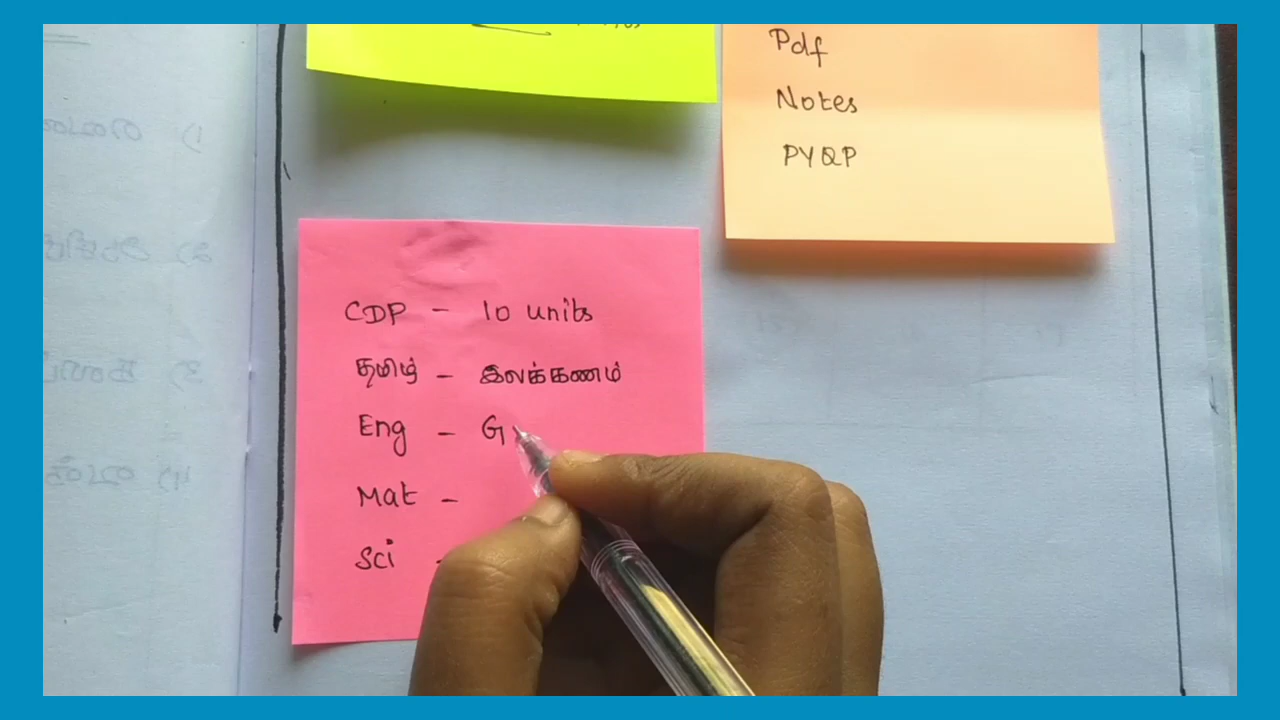 Pdf
Notes
PYQP
CDP - 10 units
தமிழ் - இலக்கணம்
Eng - G
Mat -
Sci -